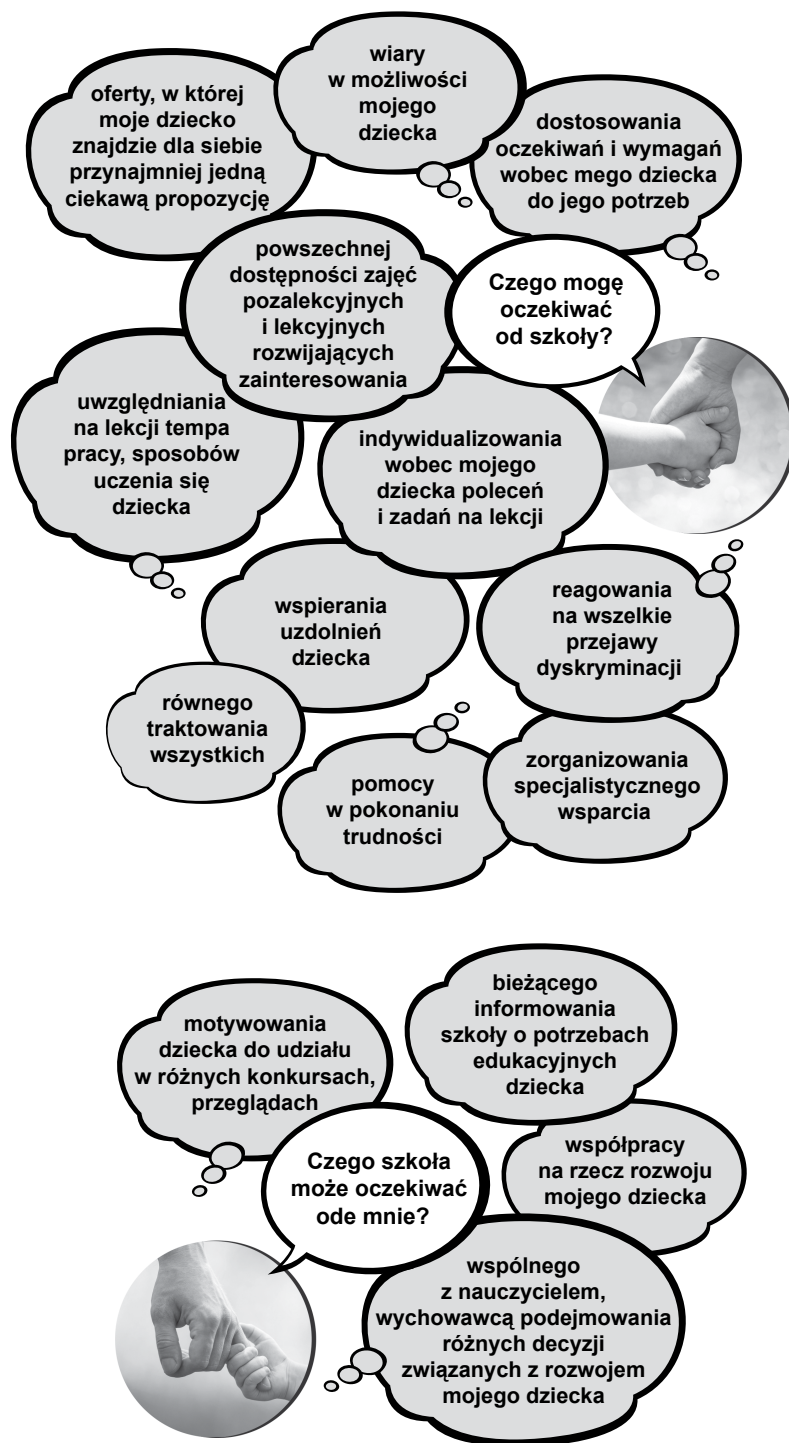 wiary
w możliwości
mojego
dziecka
oferty, w której
moje dziecko
znajdzie dla siebie
przynajmniej jedną
ciekawą propozycję
dostosowania
oczekiwań i wymagań
wobec mego dziecka
do jego potrzeb
powszechnej
dostępności zajęć
pozalekcyjnych
i lekcyjnych
rozwijających
zainteresowania
Czego mogę
oczekiwać
od szkoły?
uwzględniania
na lekcji tempa
pracy, sposobów
uczenia się
dziecka
indywidualizowania
wobec mojego
dziecka poleceń
i zadań na lekcji
wspierania
uzdolnień
dziecka
reagowania
na wszelkie
przejawy
dyskryminacji
równego
traktowania
wszystkich
pomocy
w pokonaniu
trudności
zorganizowania
specjalistycznego
wsparcia
motywowania
dziecka do udziału
w różnych konkursach,
przeglądach
bieżącego
informowania
szkoły o potrzebach
edukacyjnych
dziecka
Czego szkoła
może oczekiwać
ode mnie?
współpracy
na rzecz rozwoju
mojego dziecka
wspólnego
z nauczycielem,
wychowawcą podejmowania
różnych decyzji
związanych z rozwojem
mojego dziecka